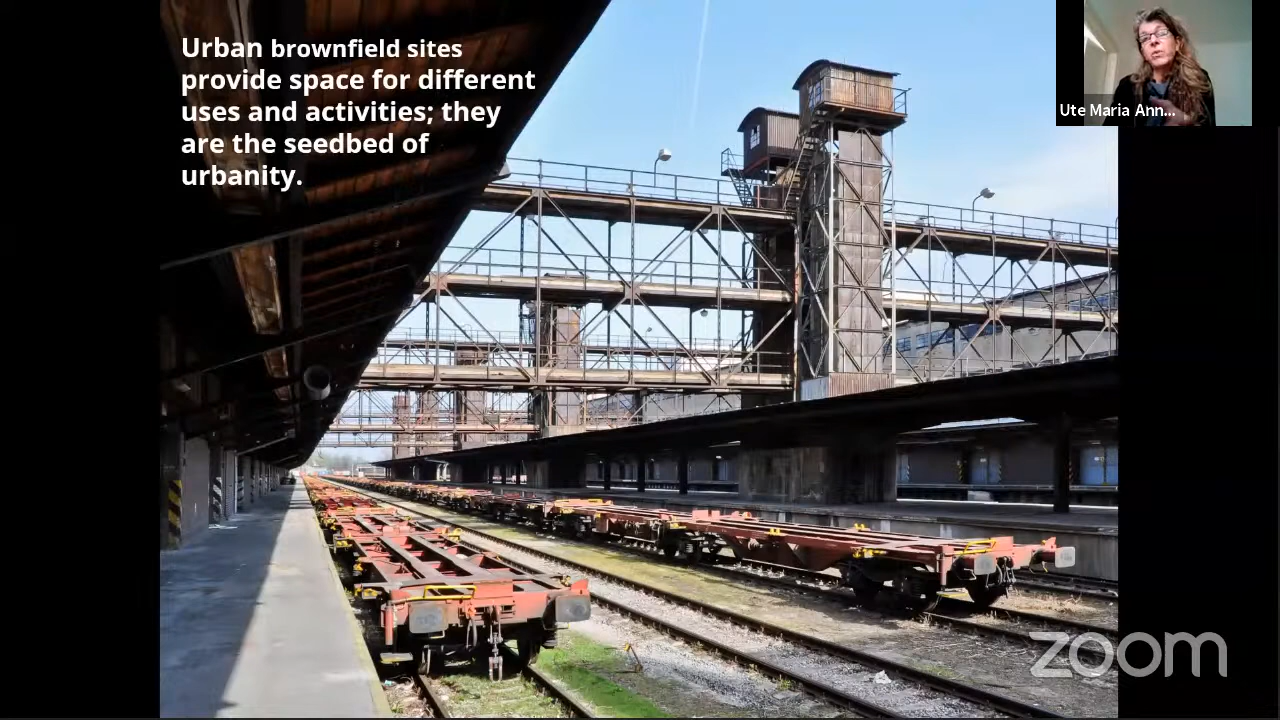 Urban brownfield sites
provide space for different
uses and activities; they
are the seedbed of
urbanity.
Ute Maria Ann...
zoom